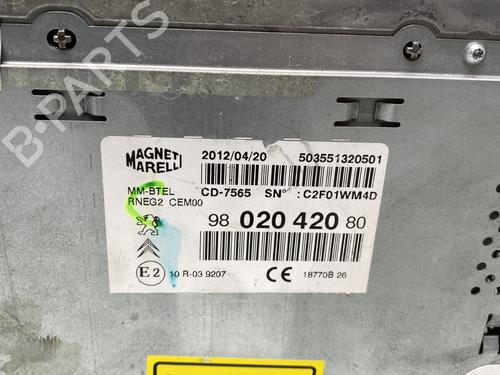 B-PARTS
MAGNETI MARELLI
2012/04/20 503551320501
MM-BTEL CD-7565 SN° : C2F01WM4D
RNEG2 CEM00
98 020 420 80
E2 10 R-03 9207 CE 18770B 26